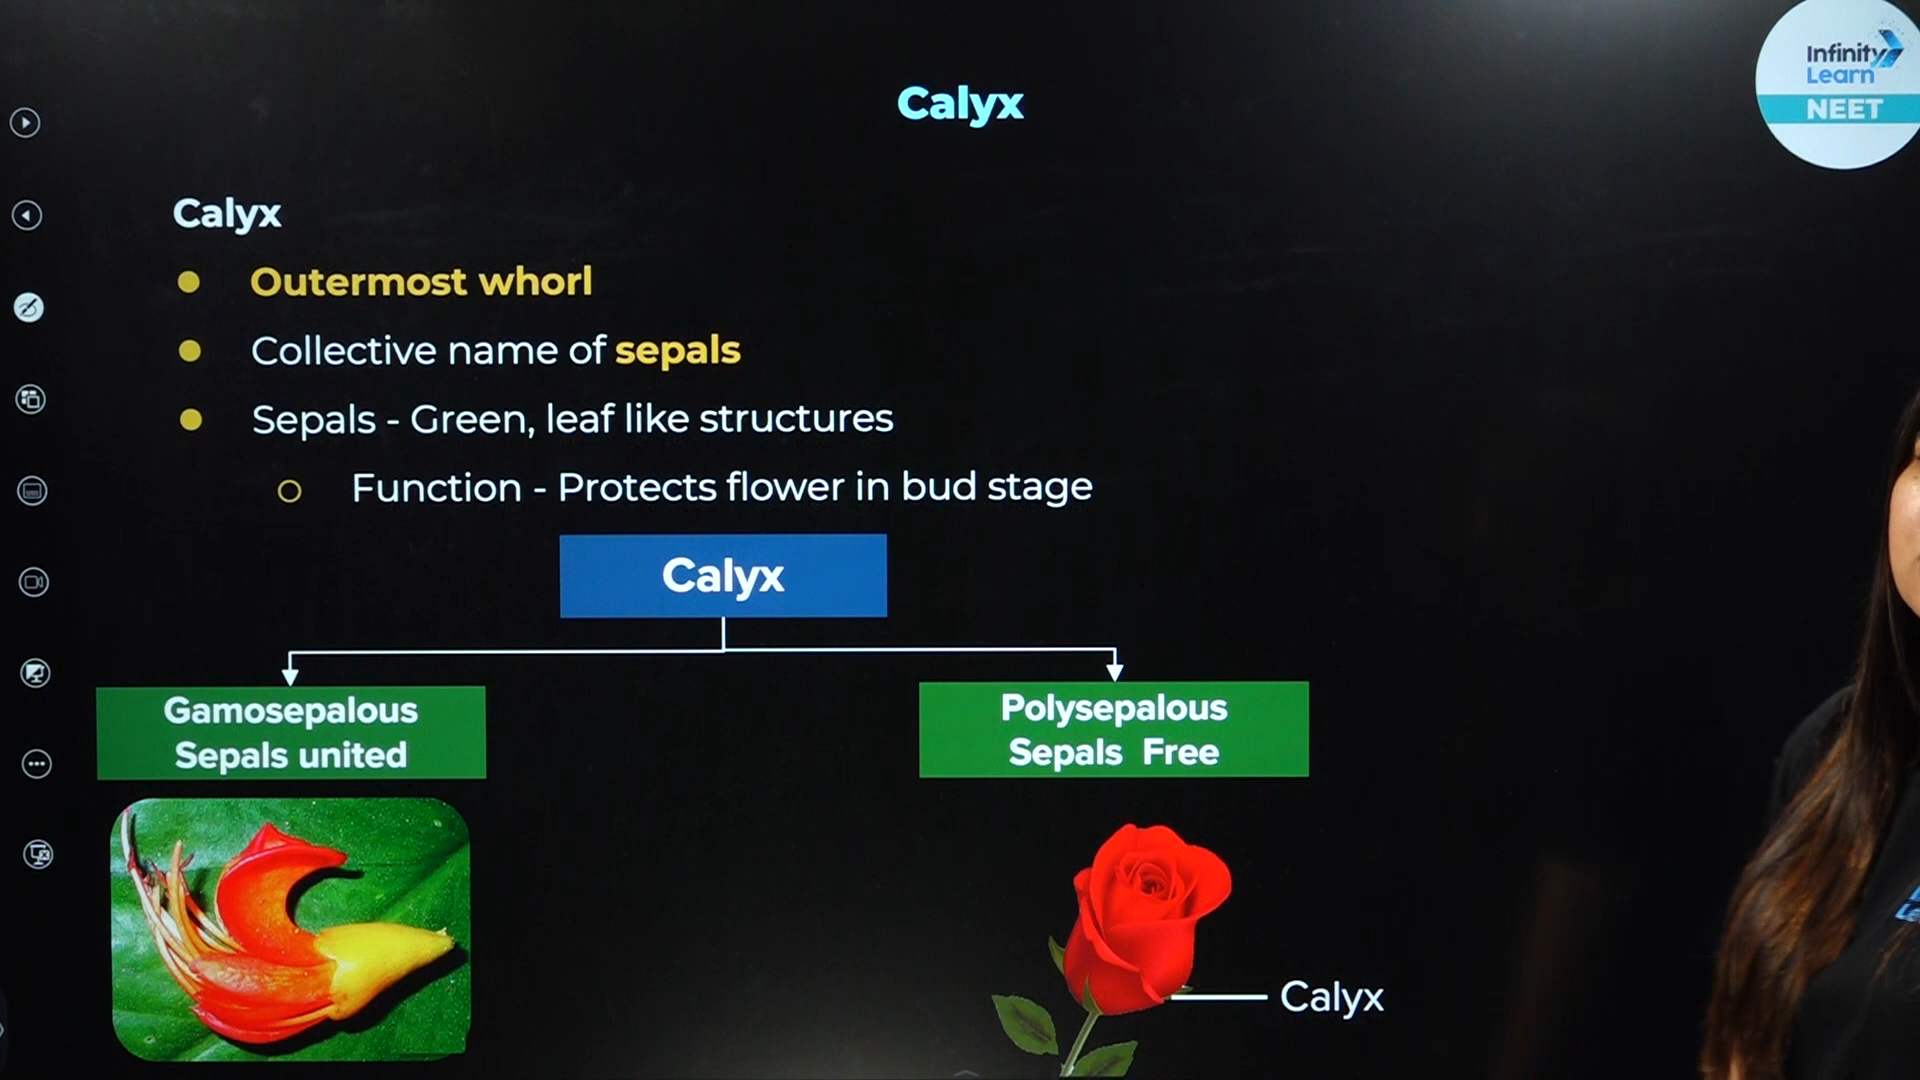 Infinity
Learn
NEET
Calyx
Calyx
Outermost whorl
Collective name of sepals
Sepals - Green, leaf like structures
Function - Protects flower in bud stage
Calyx
Gamosepalous
Sepals united
Polysepalous
Sepals Free
Calyx